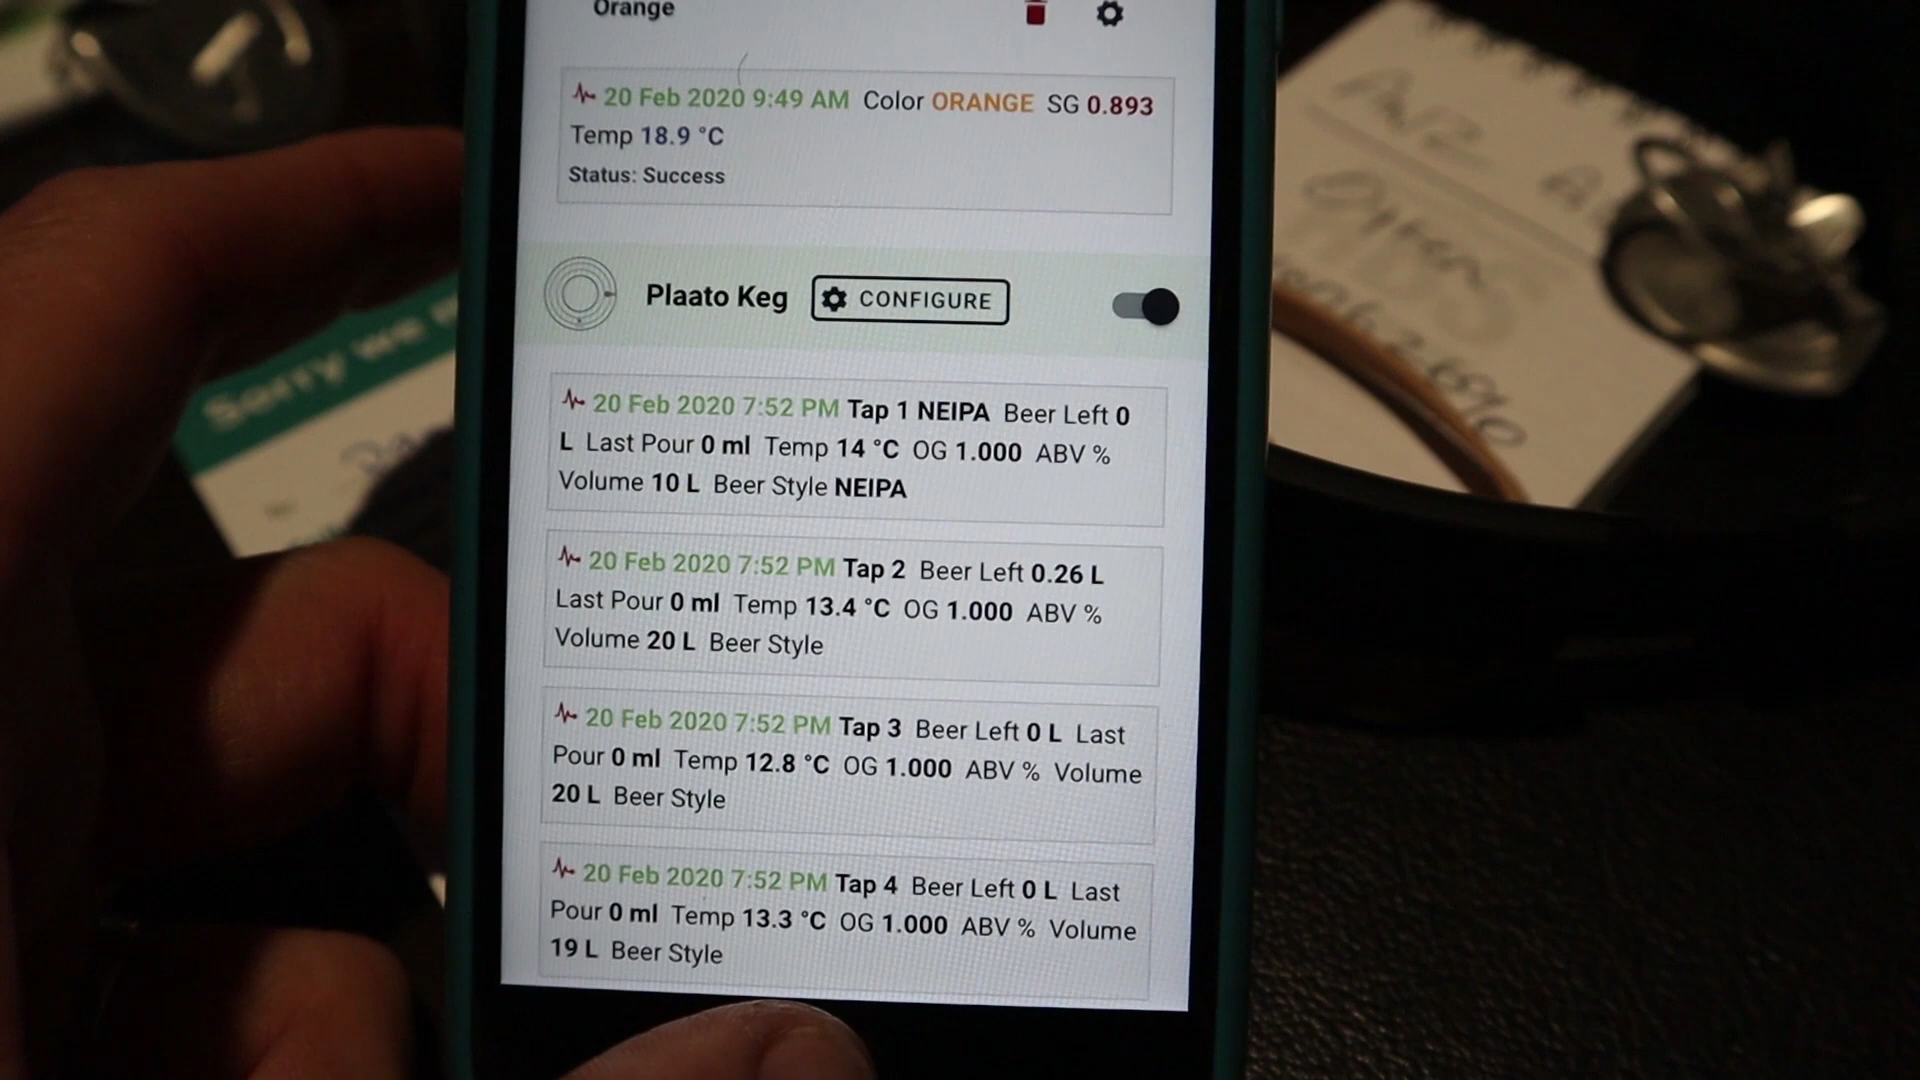 Orange
20 Feb 2020 9:49 AM Color ORANGE SG 0.893
Temp 18.9 °C
Status: Success
Plaato Keg CONFIGURE
20 Feb 2020 7:52 PM Tap 1 NEIPA Beer Left 0
L Last Pour 0 ml Temp 14 °C OG 1.000 ABV %
Volume 10 L Beer Style NEIPA
20 Feb 2020 7:52 PM Tap 2 Beer Left 0.26 L
Last Pour 0 ml Temp 13.4 °C OG 1.000 ABV %
Volume 20 L Beer Style
20 Feb 2020 7:52 PM Tap 3 Beer Left 0 L Last
Pour 0 ml Temp 12.8 °C OG 1.000 ABV % Volume
20 L Beer Style
20 Feb 2020 7:52 PM Tap 4 Beer Left 0 L Last
Pour 0 ml Temp 13.3 °C OG 1.000 ABV % Volume
19 L Beer Style
Sorry we